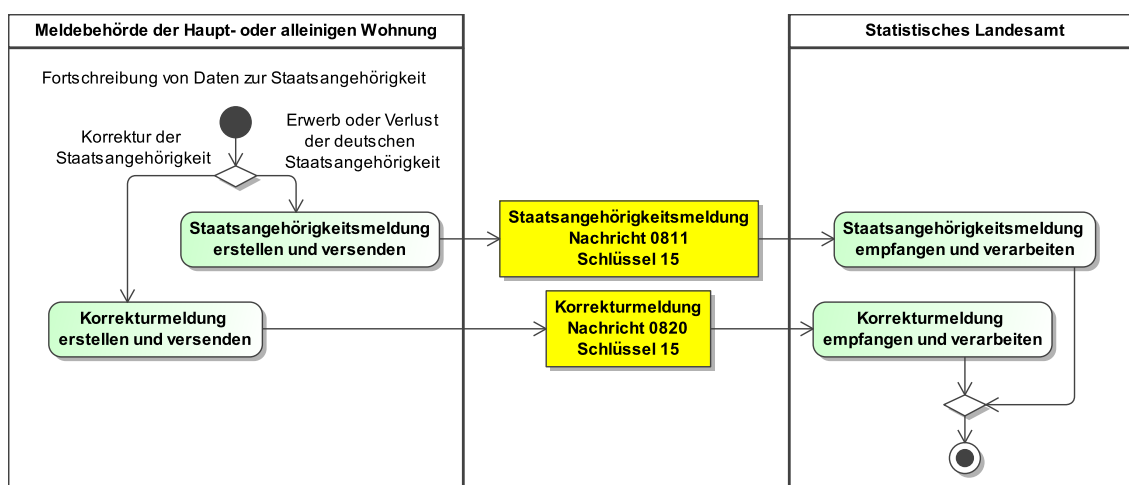 Meldebehörde der Haupt- oder alleinigen Wohnung
Statistisches Landesamt
Fortschreibung von Daten zur Staatsangehörigkeit
Korrektur der
Staatsangehörigkeit
Erwerb oder Verlust
der deutschen
Staatsangehörigkeit
Staatsangehörigkeitsmeldung
erstellen und versenden
Staatsangehörigkeitsmeldung
Nachricht 0811
Schlüssel 15
Staatsangehörigkeitsmeldung
empfangen und verarbeiten
Korrekturmeldung
erstellen und versenden
Korrekturmeldung
Nachricht 0820
Schlüssel 15
Korrekturmeldung
empfangen und verarbeiten